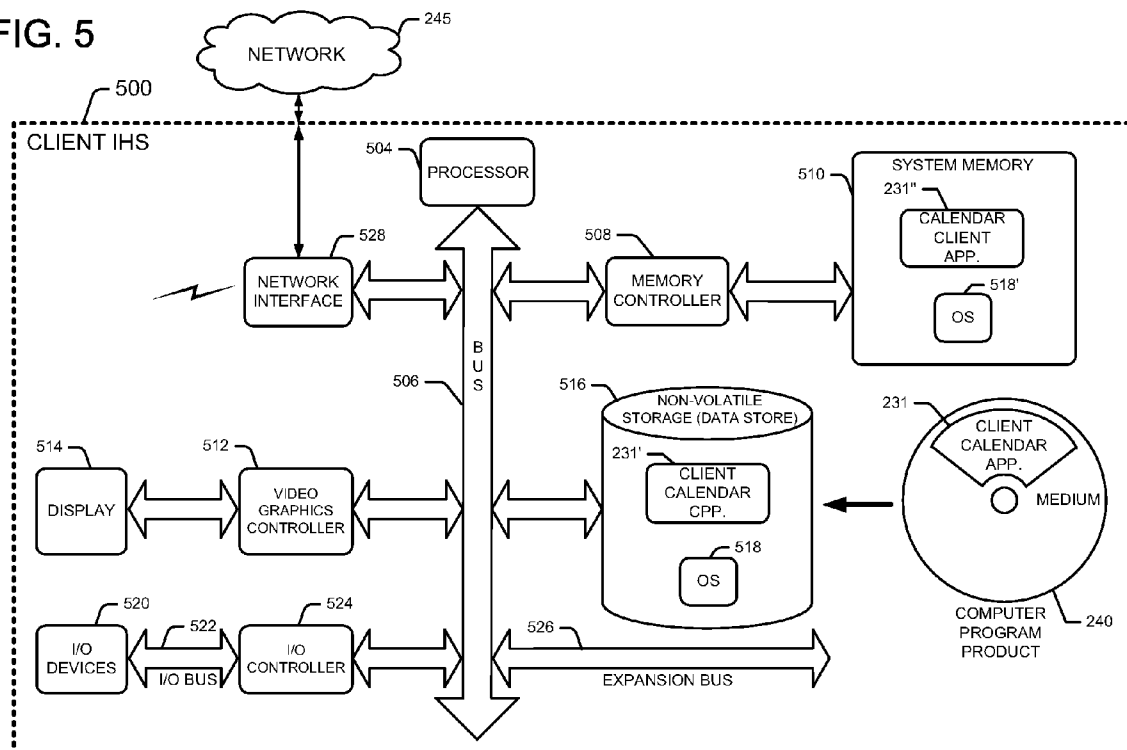 FIG. 5
245
NETWORK
500
CLIENT IHS
504
PROCESSOR
SYSTEM MEMORY
510
231"
CALENDAR
CLIENT
APP.
518'
OS
528
NETWORK
INTERFACE
508
MEMORY
CONTROLLER
BUS
506
516
NON-VOLATILE
STORAGE (DATA STORE)
231'
CLIENT
CALENDAR
CPP.
518
OS
231
CLIENT
CALENDAR
APP.
MEDIUM
COMPUTER
PROGRAM
PRODUCT
240
514
DISPLAY
512
VIDEO
GRAPHICS
CONTROLLER
520
I/O
DEVICES
522
I/O BUS
524
I/O
CONTROLLER
526
EXPANSION BUS